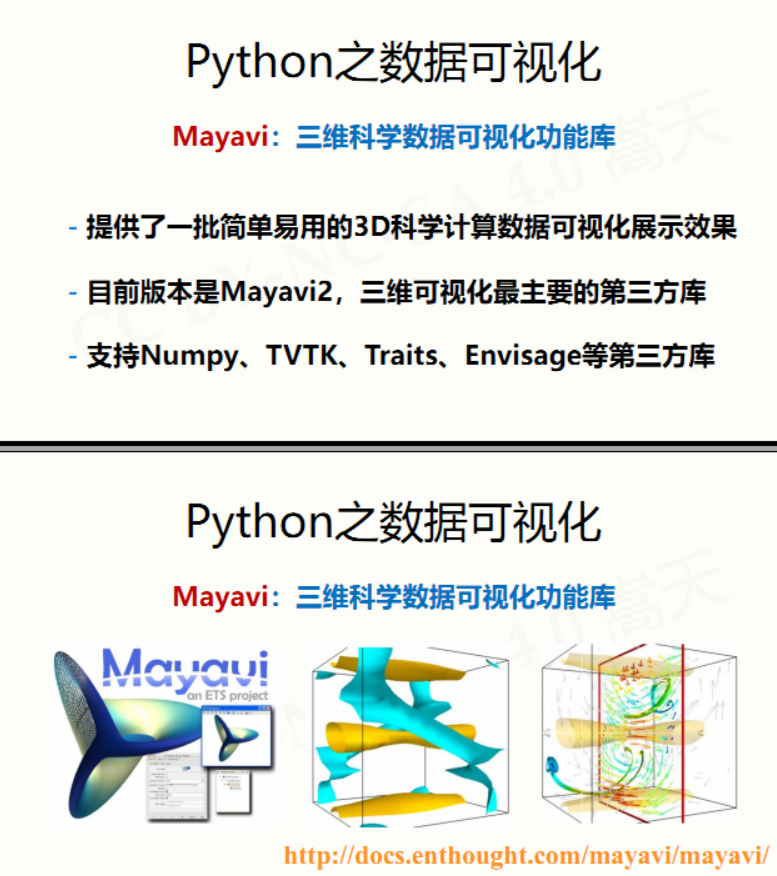 Python之数据可视化
Mayavi：三维科学数据可视化功能库
- 提供了一批简单易用的3D科学计算数据可视化展示效果
- 目前版本是Mayavi2，三维可视化最主要的第三方库
- 支持Numpy、TVTK、Traits、Envisage等第三方库
CC BY-NC-SA 4.0 嵩天
Python之数据可视化
Mayavi：三维科学数据可视化功能库
4.0 嵩天
Mayavi
an ETS project
http://docs.enthought.com/mayavi/mayavi/